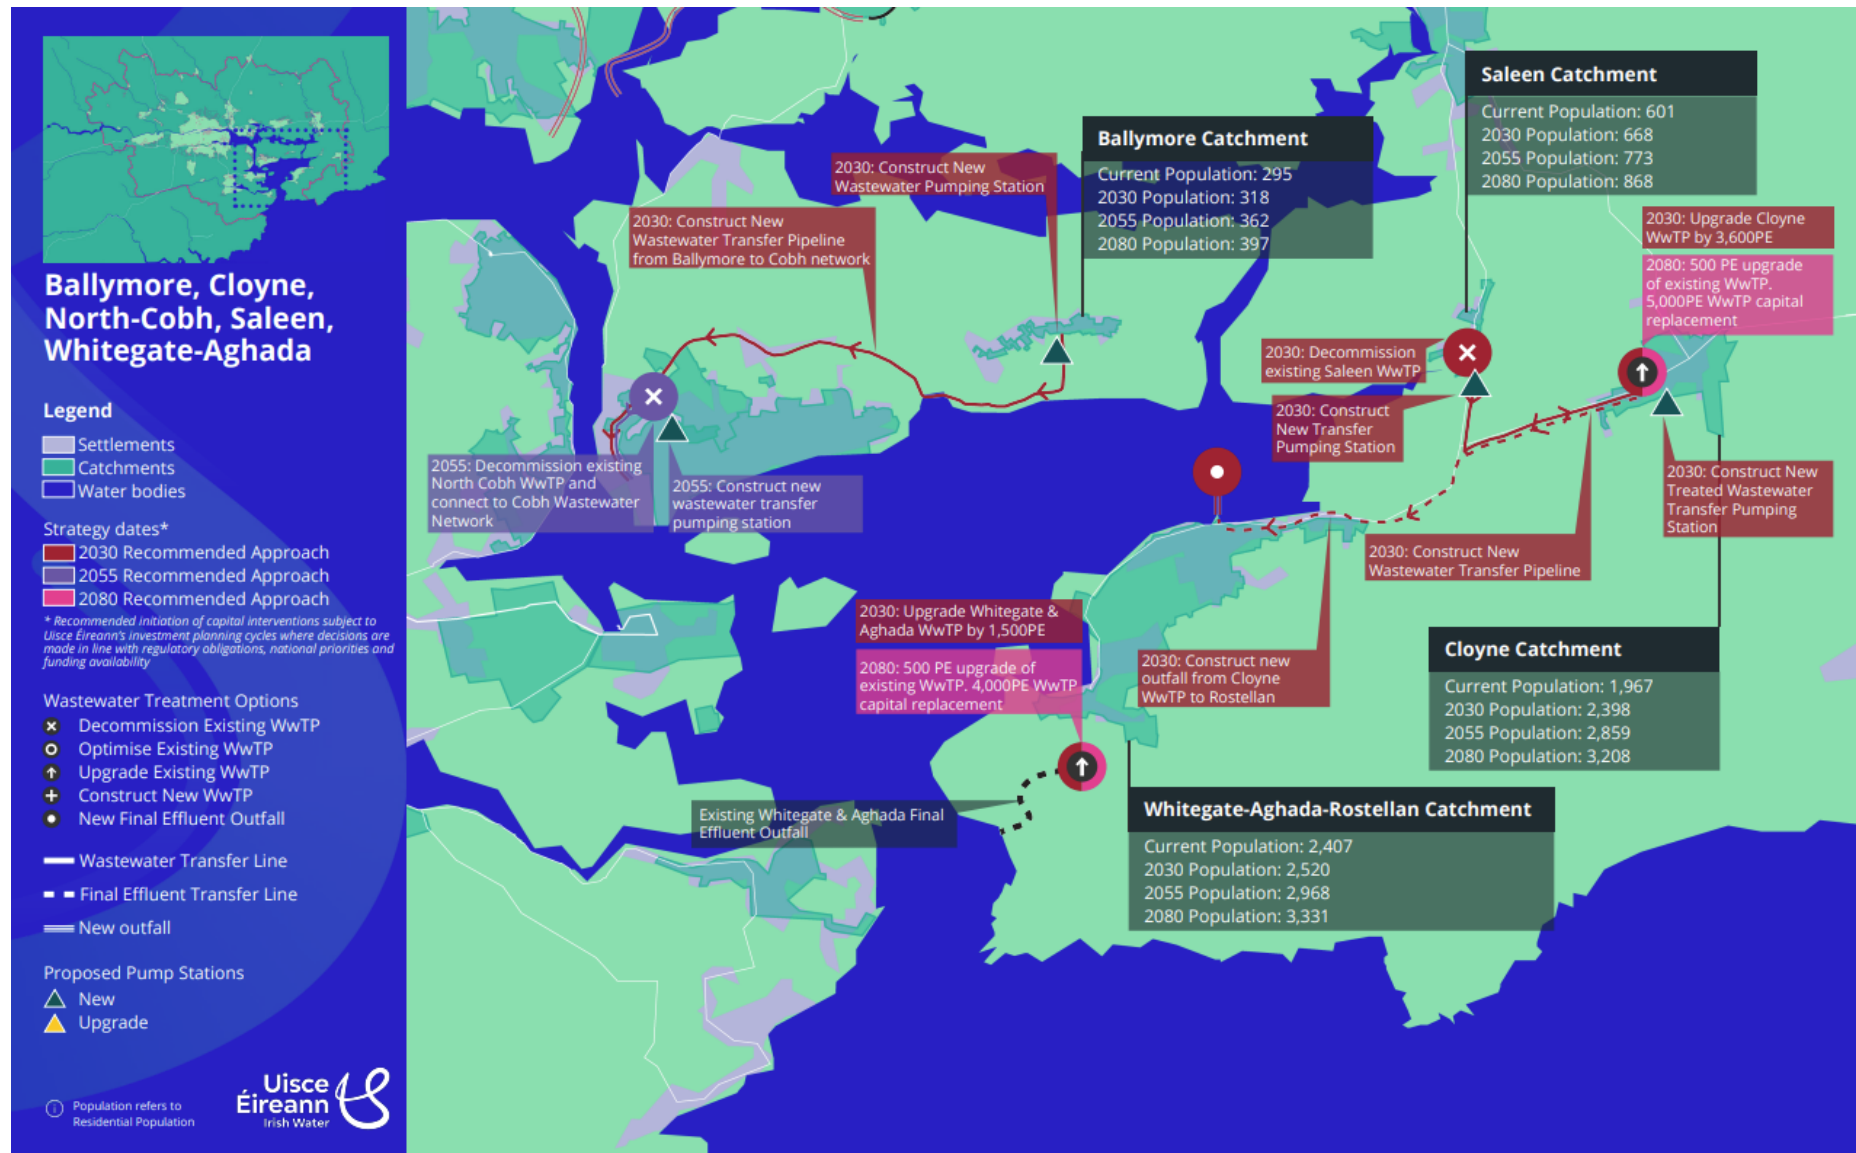 Ballymore, Cloyne,
North-Cobh, Saleen,
Whitegate-Aghada
Legend
Settlements
Catchments
Water bodies
Strategy dates*
2030 Recommended Approach
2055 Recommended Approach
2080 Recommended Approach
* Recommended initiation of capital interventions subject to
Uisce Éireann's investment planning cycles where decisions are
made in line with regulatory obligations, national priorities and
funding availability
Wastewater Treatment Options
Decommission Existing WwTP
Optimise Existing WwTP
Upgrade Existing WwTP
Construct New WwTP
New Final Effluent Outfall
Wastewater Transfer Line
Final Effluent Transfer Line
New outfall
Proposed Pump Stations
New
Upgrade
i
Population refers to
Residential Population
Uisce
Éireann
Irish Water
2030: Construct New
Wastewater Pumping Station
2030: Construct New
Wastewater Transfer Pipeline
from Ballymore to Cobh network
Ballymore Catchment
Current Population: 295
2030 Population: 318
2055 Population: 362
2080 Population: 397
Saleen Catchment
Current Population: 601
2030 Population: 668
2055 Population: 773
2080 Population: 868
2030: Upgrade Cloyne
WwTP by 3,600PE
2080: 500 PE upgrade
of existing WwTP.
5,000PE WwTP capital
replacement
2030: Decommission
existing Saleen WwTP
2030: Construct
New Transfer
Pumping Station
2055: Decommission existing
North Cobh WwTP and
connect to Cobh Wastewater
Network
2055: Construct new
wastewater transfer
pumping station
2030: Construct New
Treated Wastewater
Transfer Pumping
Station
2030: Construct New
Wastewater Transfer Pipeline
2030: Upgrade Whitegate &
Aghada WwTP by 1,500PE
2080: 500 PE upgrade of
existing WwTP. 4,000PE WwTP
capital replacement
2030: Construct new
outfall from Cloyne
WwTP to Rostellan
Cloyne Catchment
Current Population: 1,967
2030 Population: 2,398
2055 Population: 2,859
2080 Population: 3,208
Existing Whitegate & Aghada Final
Effluent Outfall
Whitegate-Aghada-Rostellan Catchment
Current Population: 2,407
2030 Population: 2,520
2055 Population: 2,968
2080 Population: 3,331